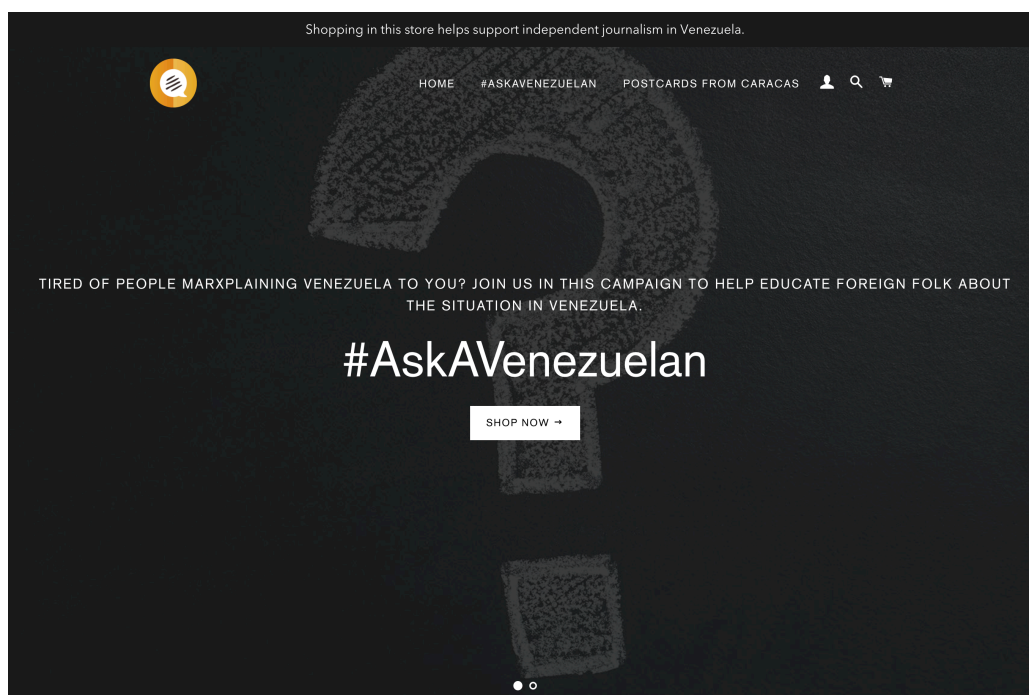 Shopping in this store helps support independent journalism in Venezuela.
HOME #ASKAVENEZUELAN POSTCARDS FROM CARACAS
TIRED OF PEOPLE MARXPLAINING VENEZUELA TO YOU? JOIN US IN THIS CAMPAIGN TO HELP EDUCATE FOREIGN FOLK ABOUT
THE SITUATION IN VENEZUELA.
#AskAVenezuelan
SHOP NOW →